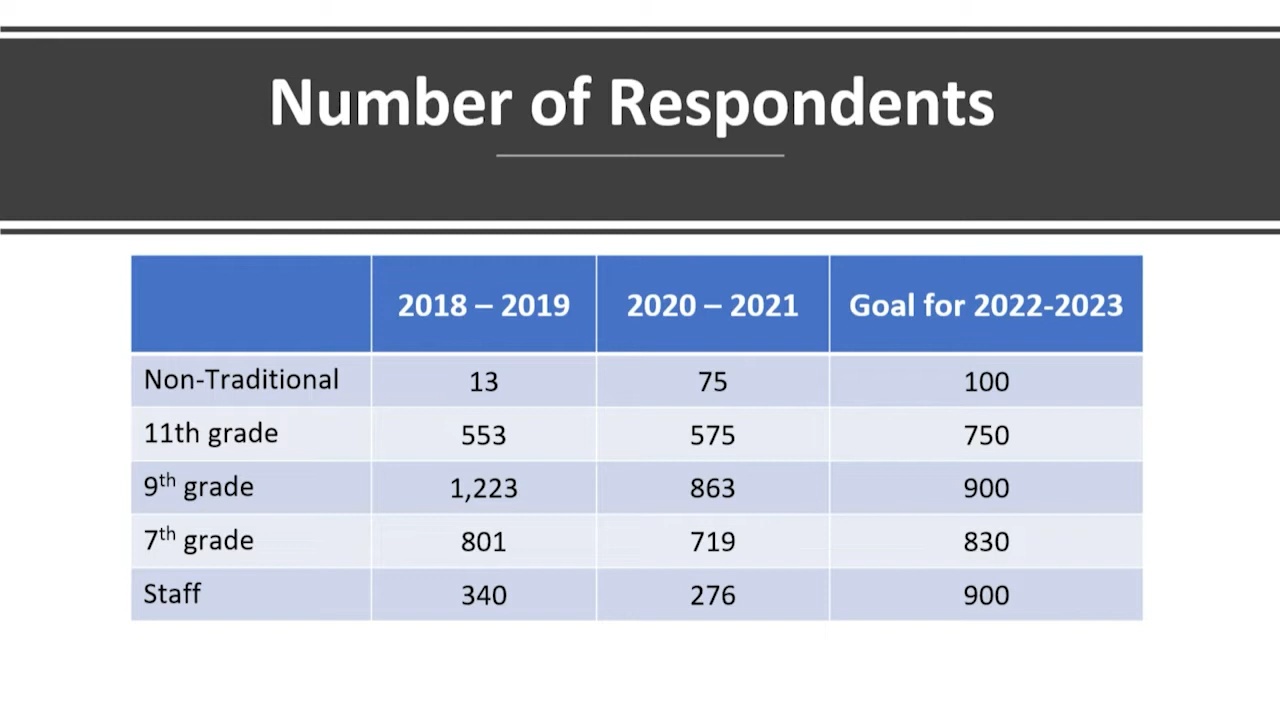 Number of Respondents
2018 – 2019 2020 – 2021 Goal for 2022-2023
Non-Traditional 13 75 100
11th grade 553 575 750
9th grade 1,223 863 900
7th grade 801 719 830
Staff 340 276 900